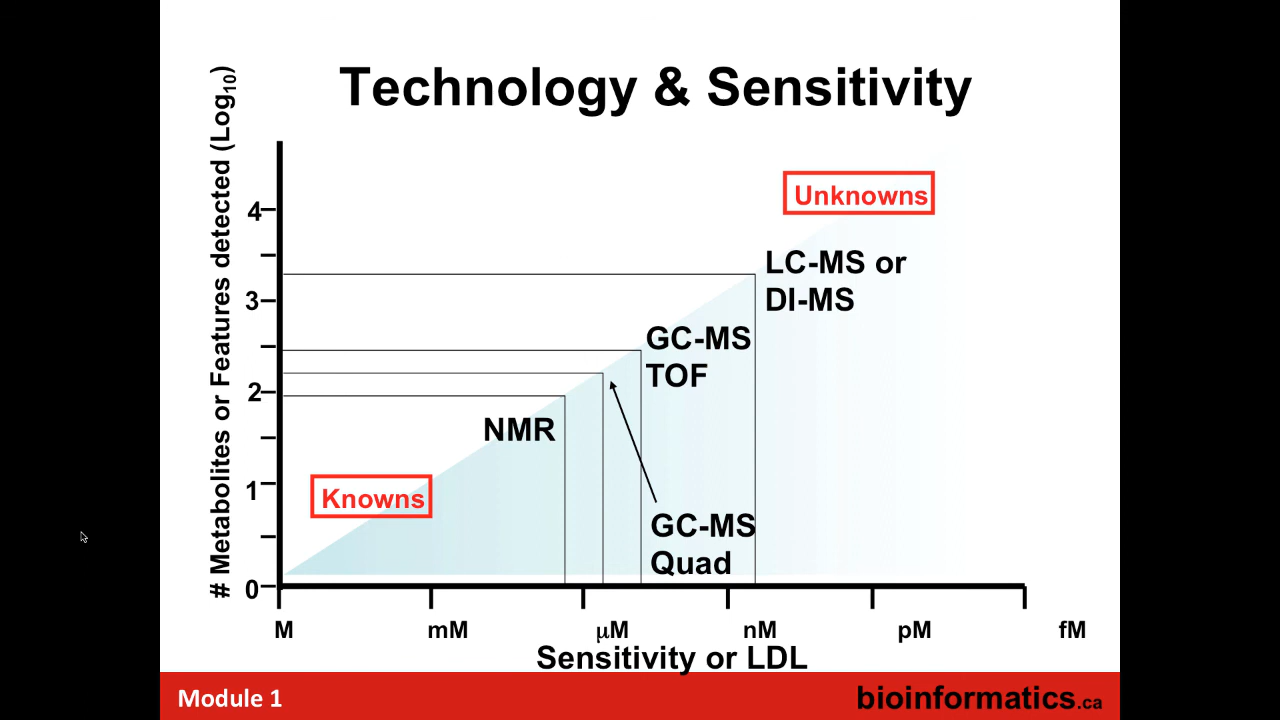 Technology & Sensitivity
# Metabolites or Features detected (Log10)
Unknowns
4
LC-MS or
DI-MS
3
GC-MS
TOF
2
NMR
1
Knowns
GC-MS
Quad
0
M mM μM nM pM fM
Sensitivity or LDL
Module 1
bioinformatics.ca